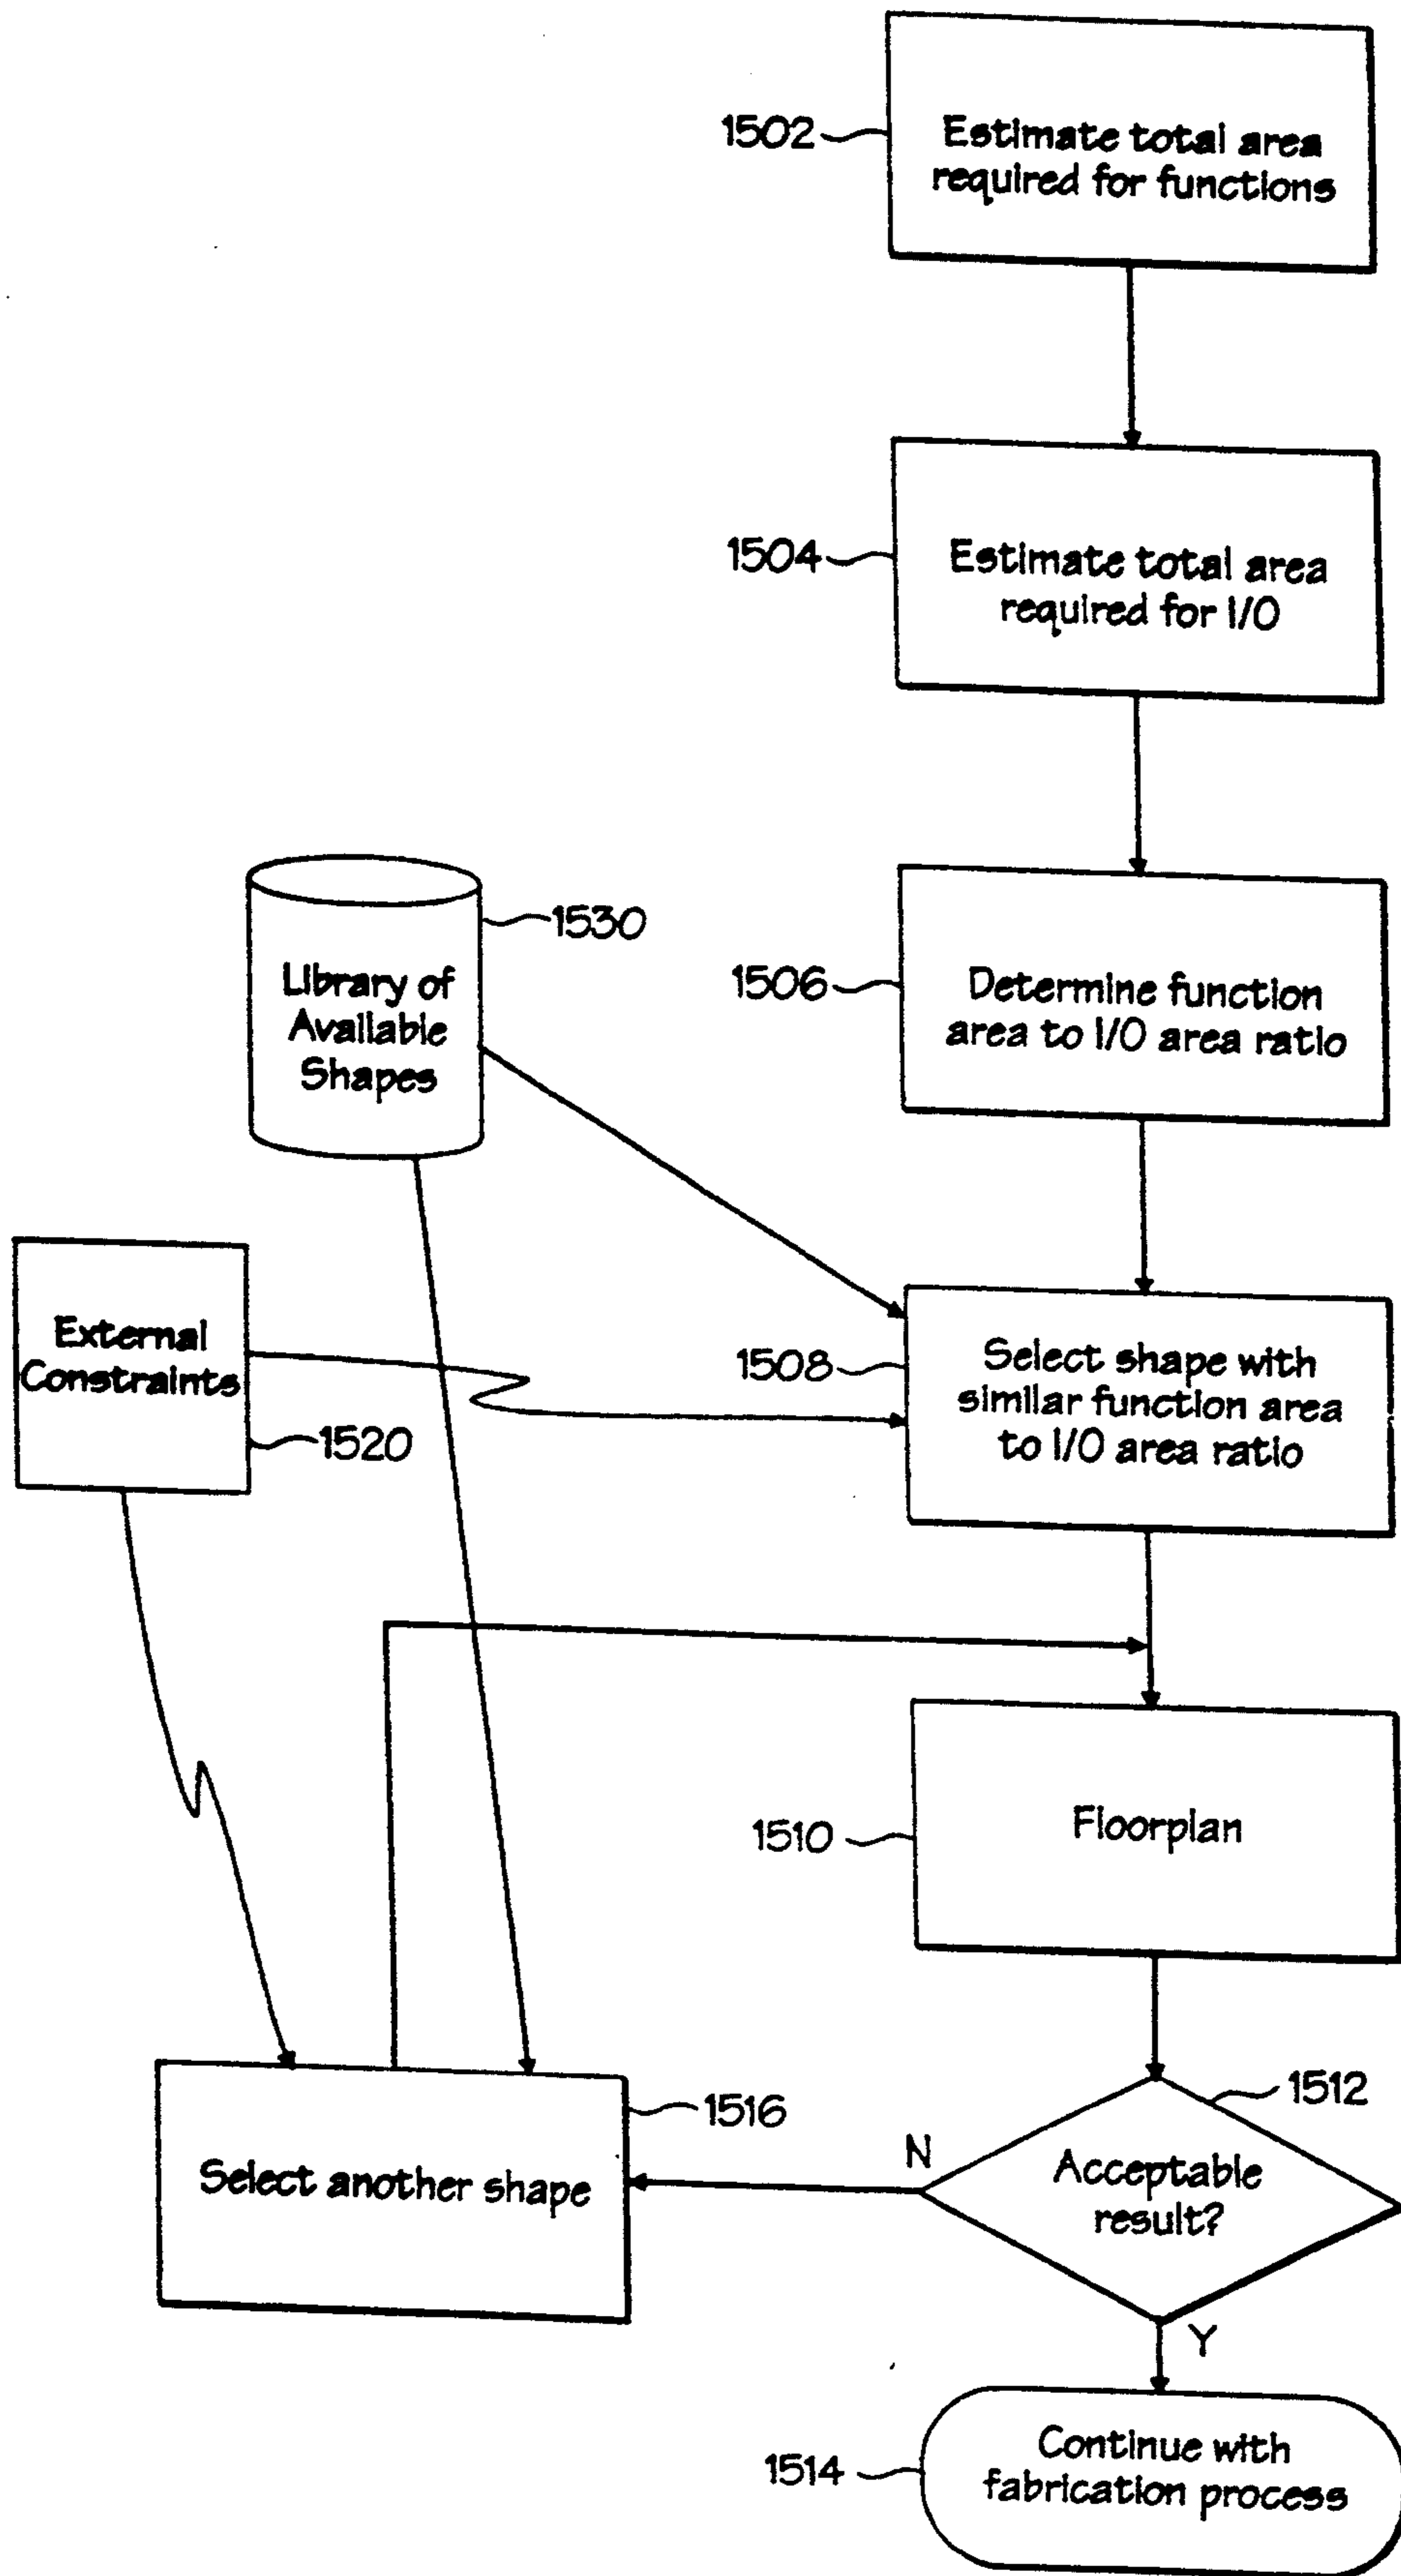 1502
Estimate total area
required for functions
1504
Estimate total area
required for I/O
1530
Library of
Available
Shapes
1506
Determine function
area to I/O area ratio
External
Constraints
1520
1508
Select shape with
similar function area
to I/O area ratio
1510
Floorplan
1512
Acceptable
result?
N
1516
Select another shape
Y
1514
Continue with
fabrication process